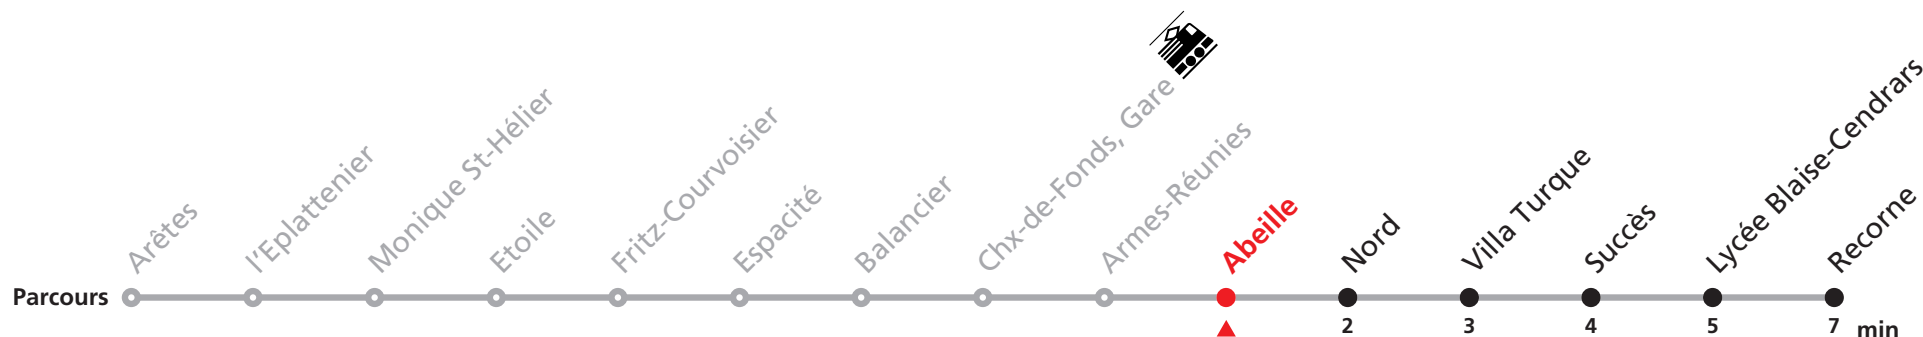 Arêtes
l'Eplattenier
Monique St-Hélier
Etoile
Fritz-Courvoisier
Espacité
Balancier
Chx-de-Fonds, Gare
Armes-Réunies
Abeille
Nord
Villa Turque
Succès
Lycée Blaise-Cendrars
Recorne
Parcours
2 3 4 5 7 min